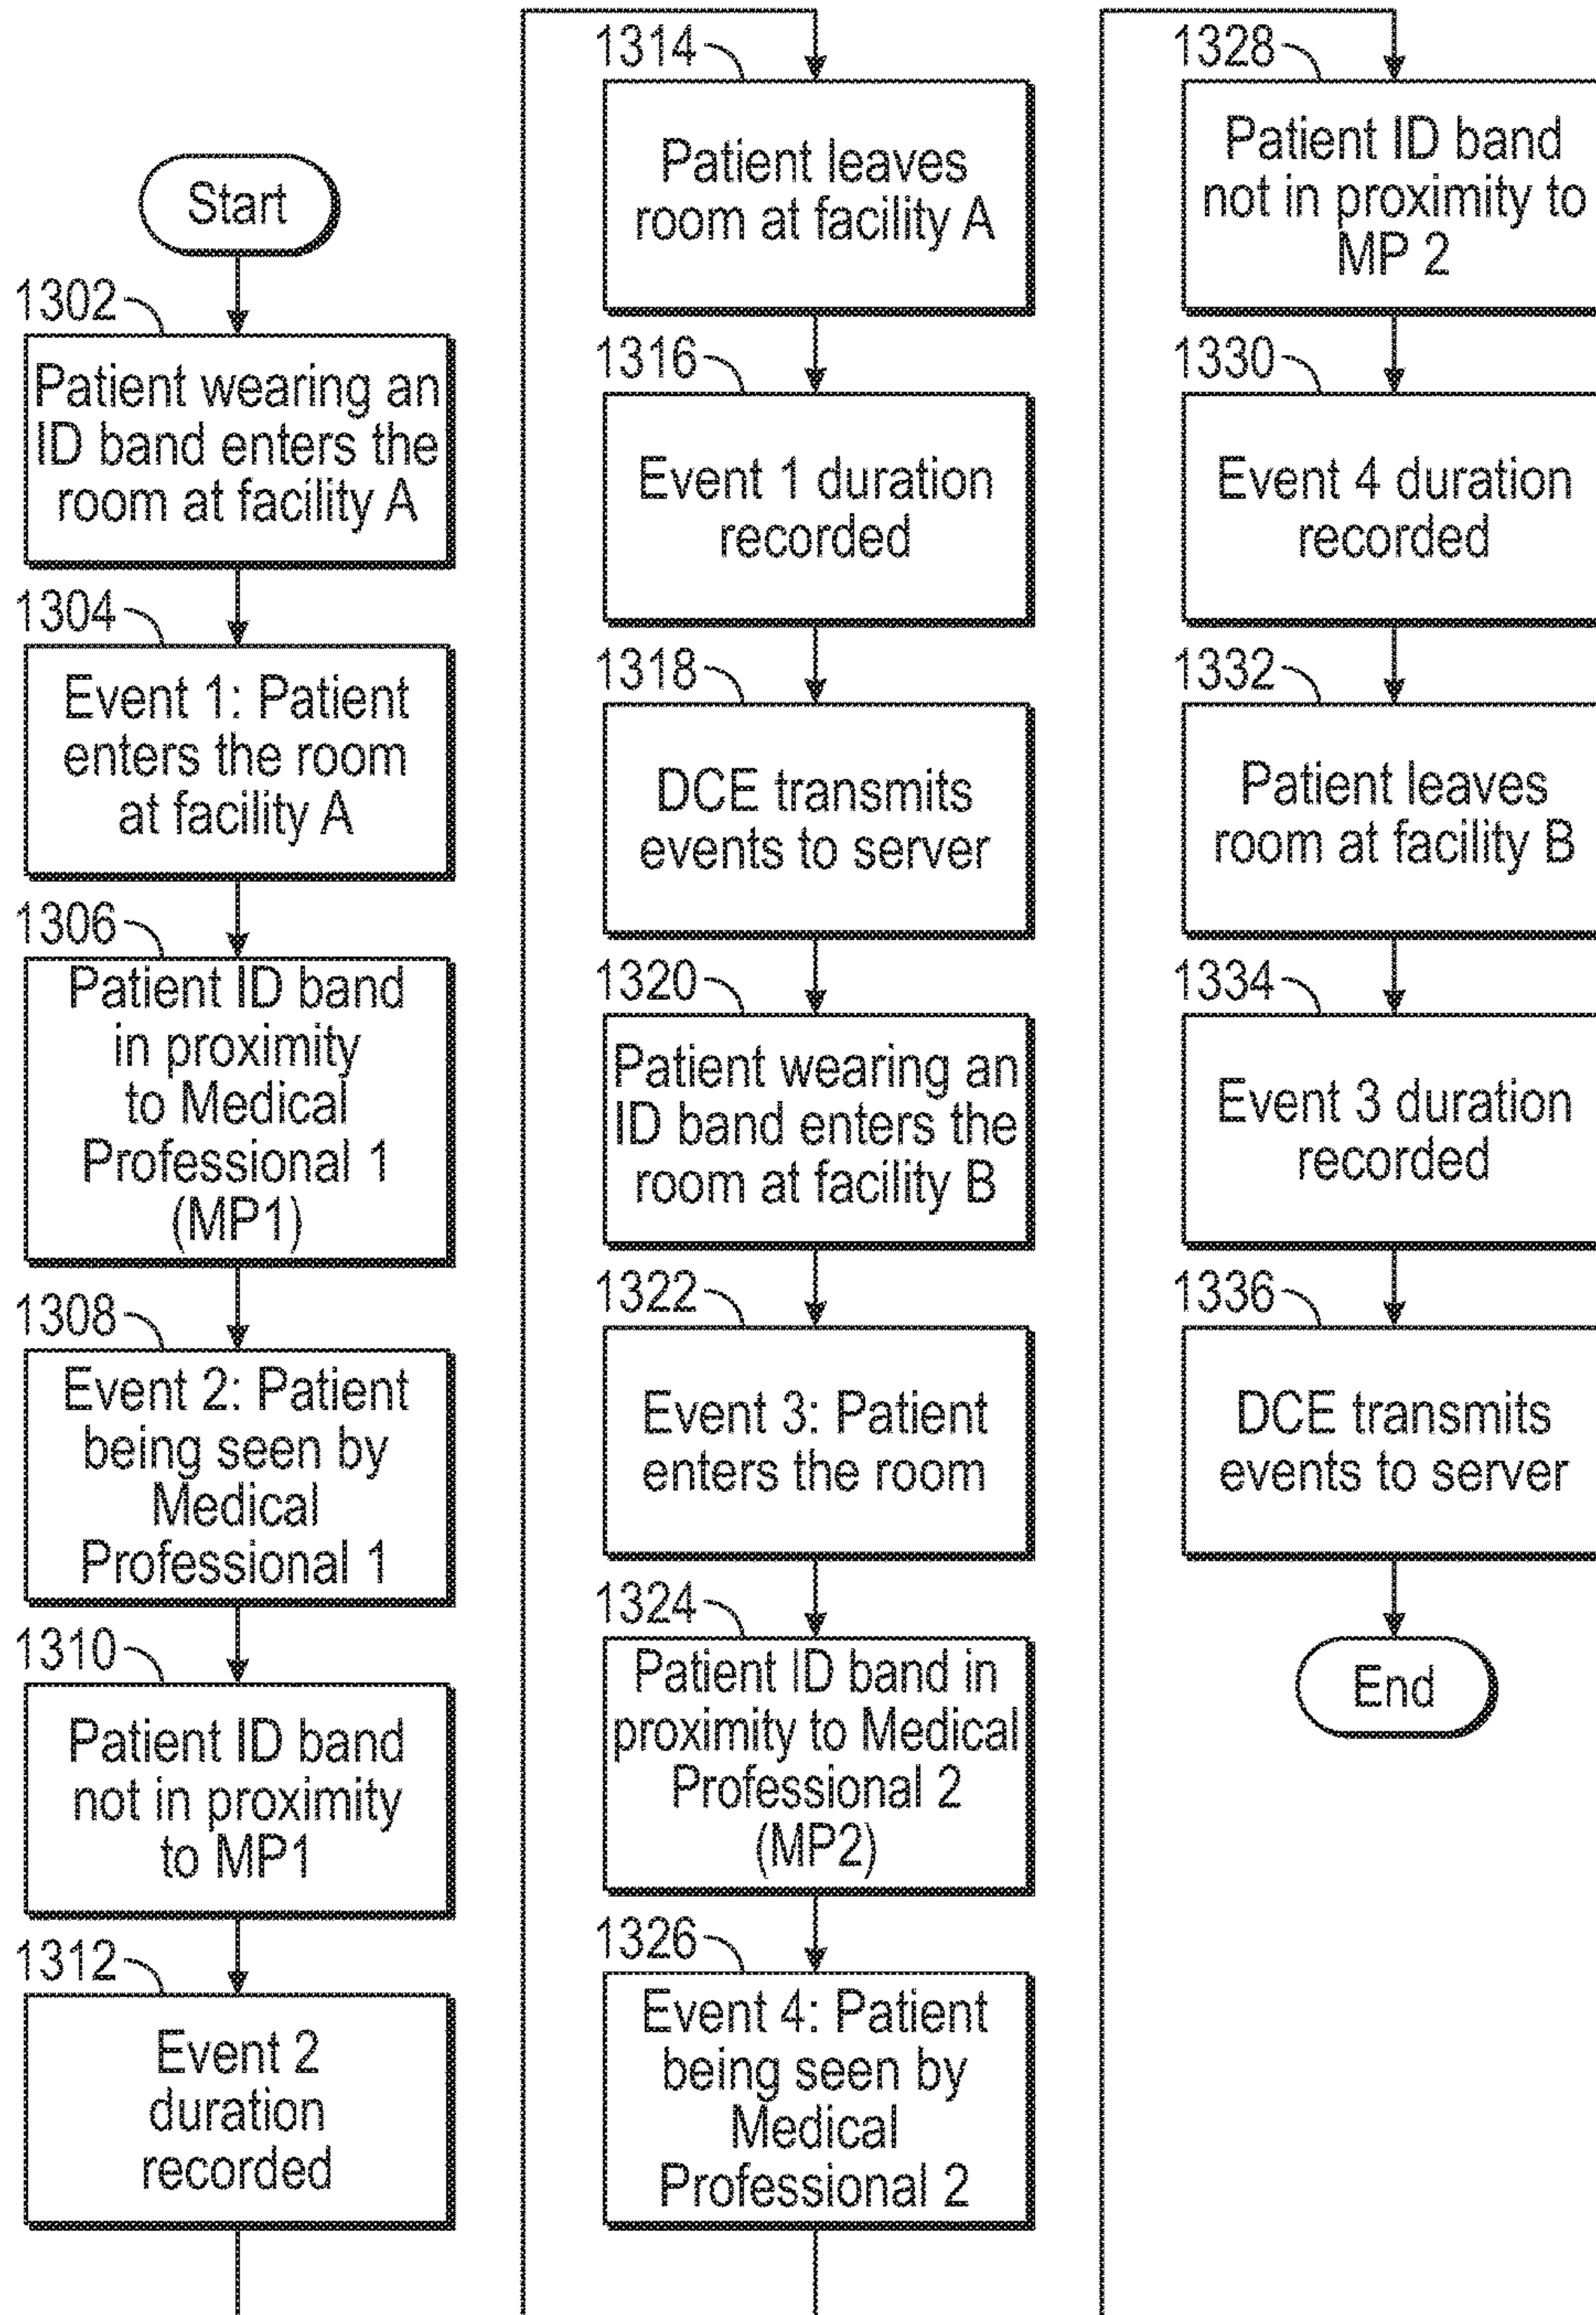 Start
1302
Patient wearing an
ID band enters the
room at facility A
1304
Event 1: Patient
enters the room
at facility A
1306
Patient ID band
in proximity
to Medical
Professional 1
(MP1)
1308
Event 2: Patient
being seen by
Medical
Professional 1
1310
Patient ID band
not in proximity
to MP1
1312
Event 2
duration
recorded
1314
Patient leaves
room at facility A
1316
Event 1 duration
recorded
1318
DCE transmits
events to server
1320
Patient wearing an
ID band enters the
room at facility B
1322
Event 3: Patient
enters the room
1324
Patient ID band in
proximity to Medical
Professional 2
(MP2)
1326
Event 4: Patient
being seen by
Medical
Professional 2
1328
Patient ID band
not in proximity to
MP 2
1330
Event 4 duration
recorded
1332
Patient leaves
room at facility B
1334
Event 3 duration
recorded
1336
DCE transmits
events to server
End